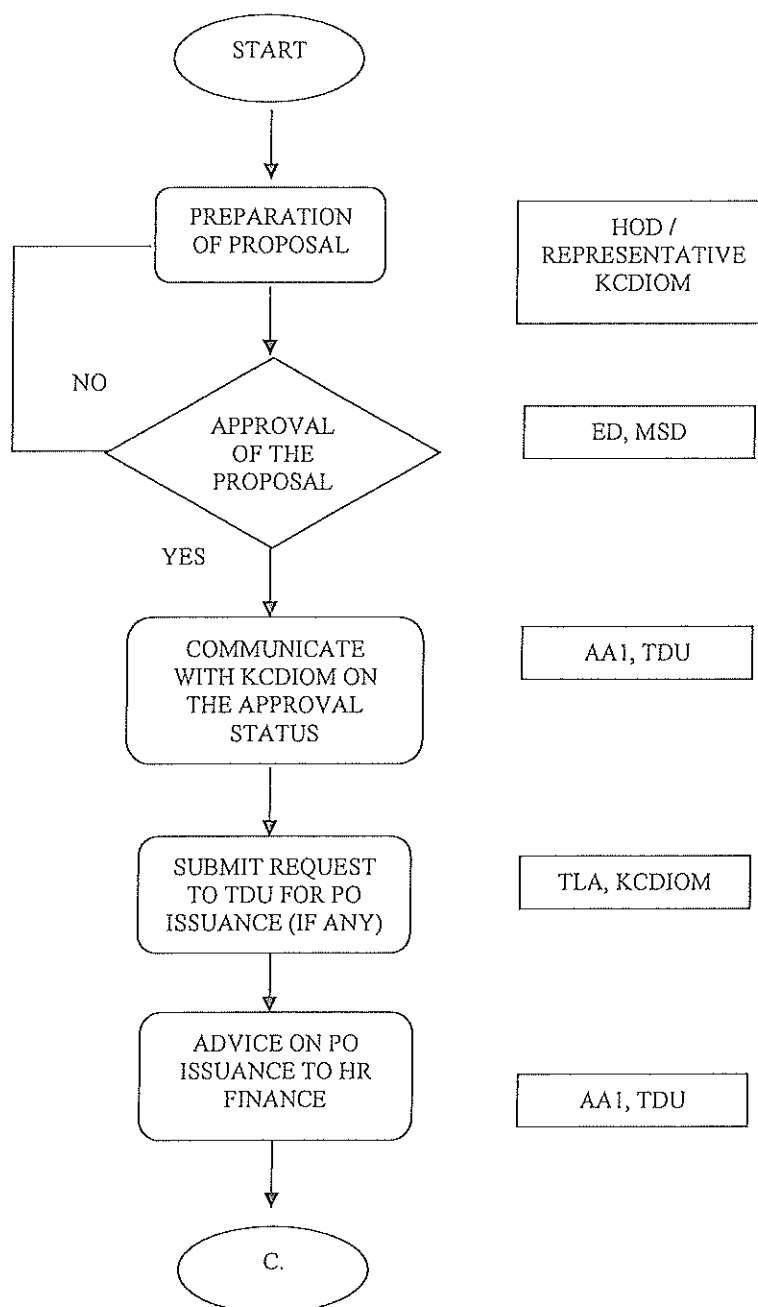 START
PREPARATION
OF PROPOSAL
HOD /
REPRESENTATIVE
KCDIOM
NO
APPROVAL
OF THE
PROPOSAL
ED, MSD
YES
COMMUNICATE
WITH KCDIOM ON
THE APPROVAL
STATUS
AA1, TDU
SUBMIT REQUEST
TO TDU FOR PO
ISSUANCE (IF ANY)
TLA, KCDIOM
ADVICE ON PO
ISSUANCE TO HR
FINANCE
AA1, TDU
C.